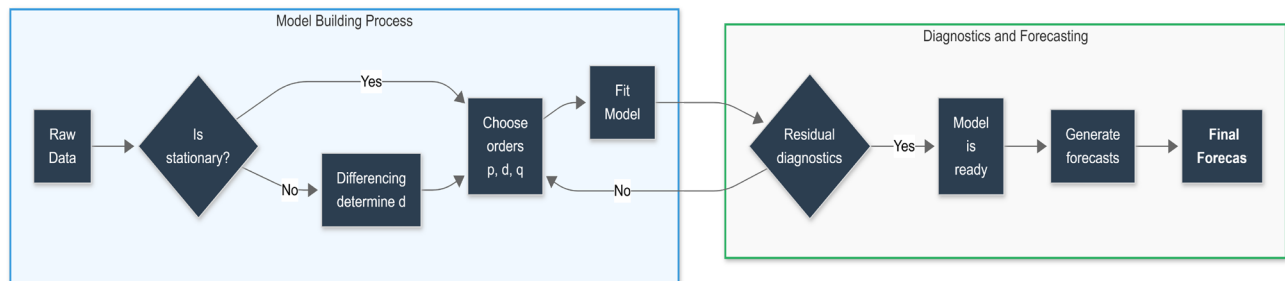 Model Building Process
Raw
Data
Is
stationary?
Yes
No
Differencing
determine d
Choose
orders
p, d, q
Fit
Model
Diagnostics and Forecasting
Residual
diagnostics
Yes
No
Model
is
ready
Generate
forecasts
Final
Forecas